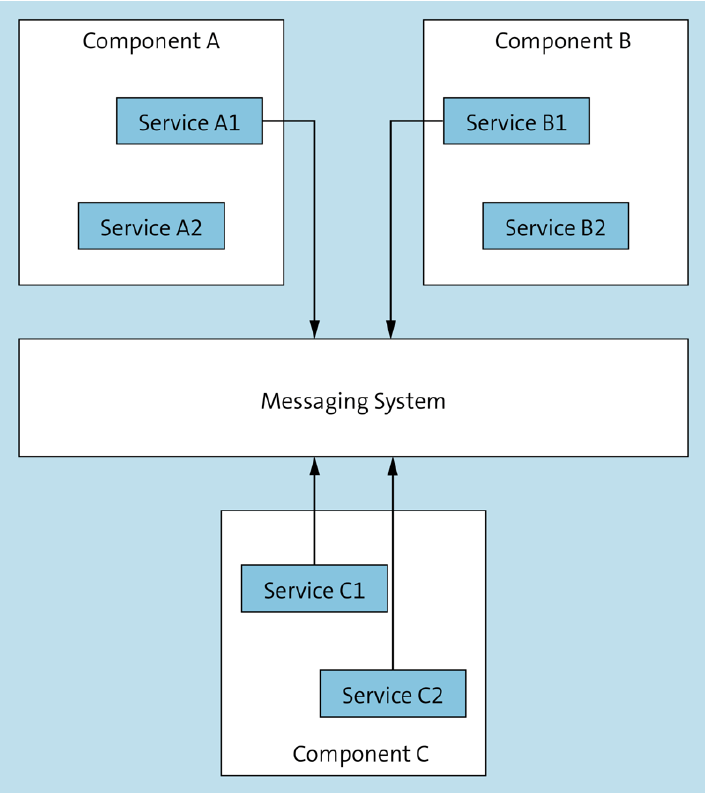 Component A
Component B
Service A1
Service B1
Service A2
Service B2
Messaging System
Service C1
Service C2
Component C